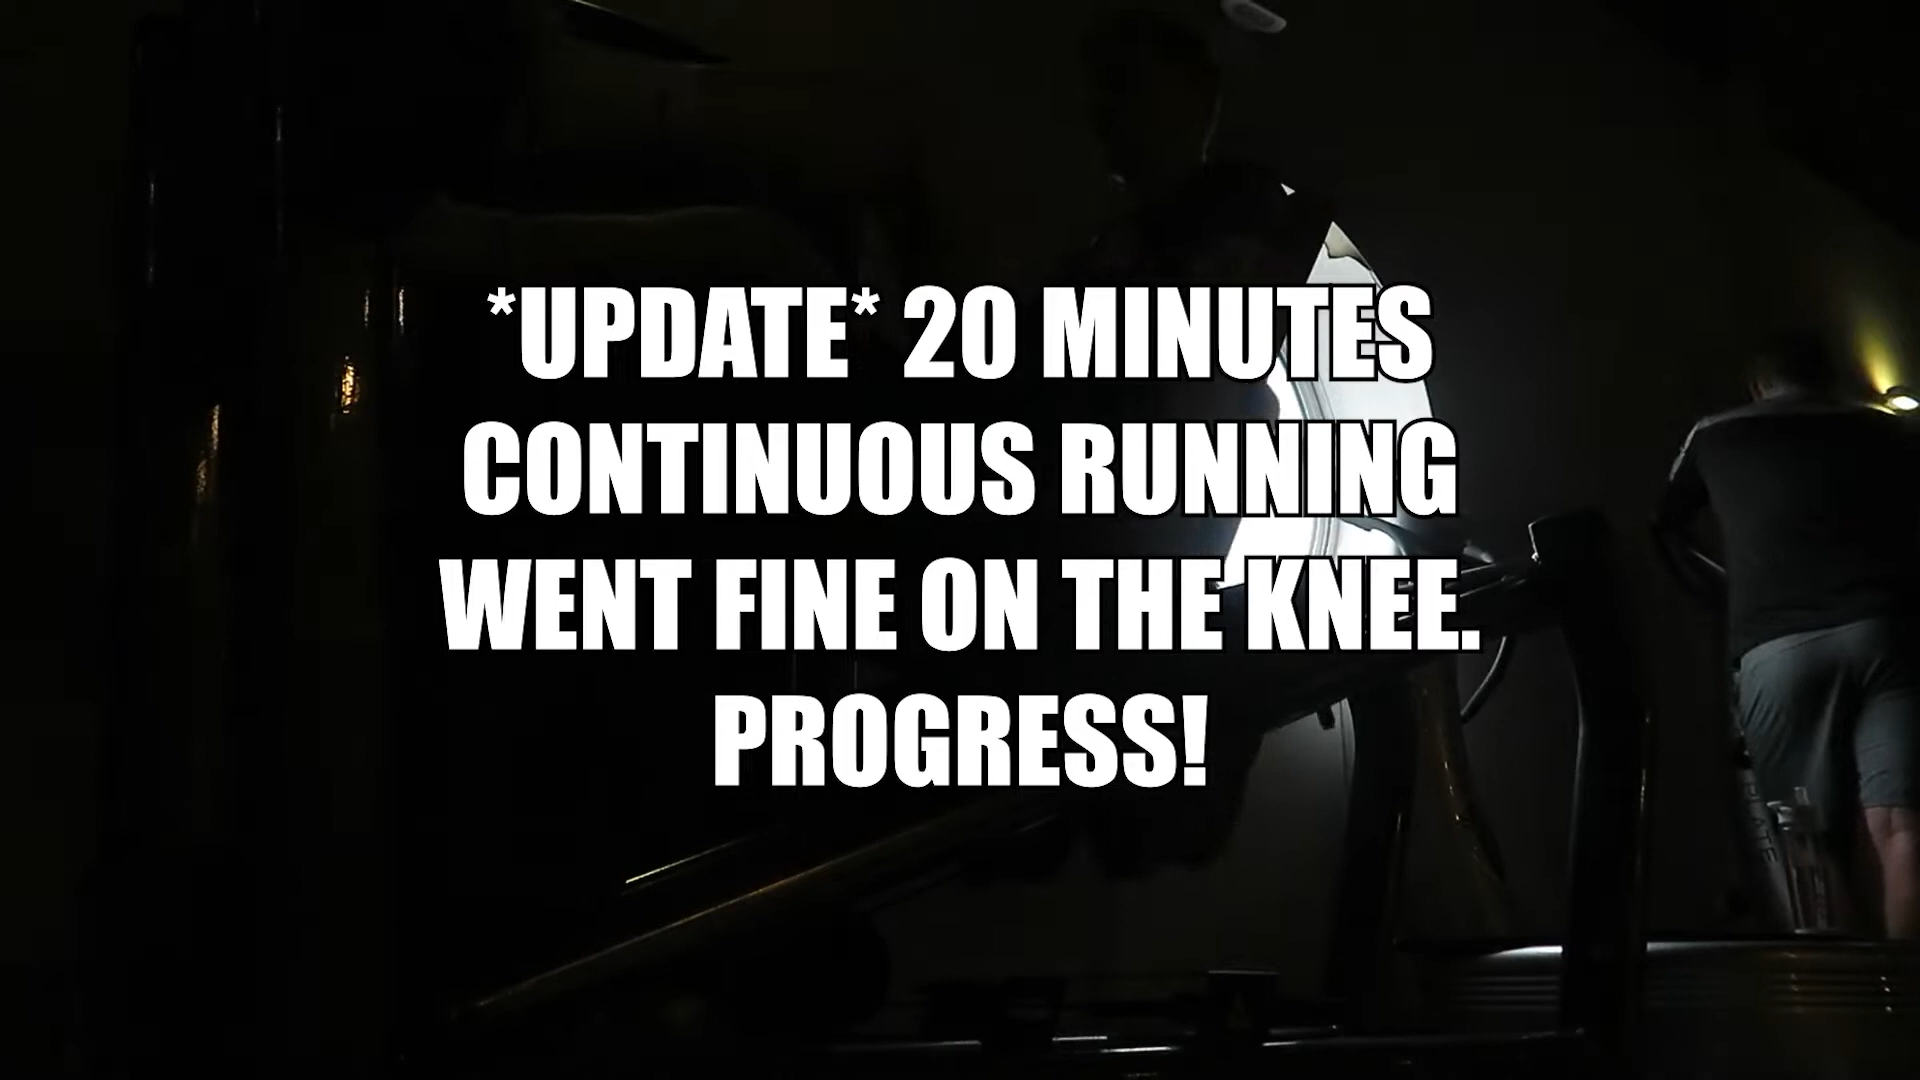 *UPDATE* 20 MINUTES
CONTINUOUS RUNNING
WENT FINE ON THE KNEE.
PROGRESS!